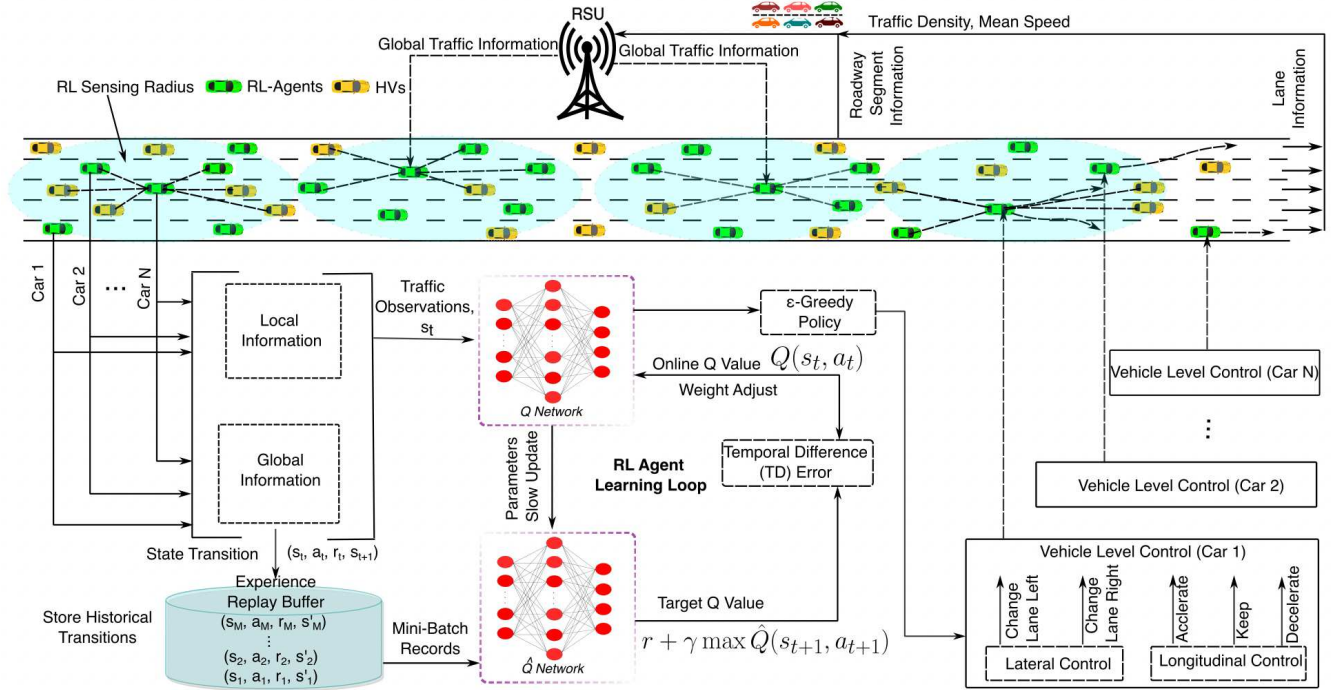 RSU
Traffic Density, Mean Speed
Global Traffic Information
Global Traffic Information
RL Sensing Radius
RL-Agents
HVs
Roadway
Segment
Information
Lane
Information
Car 1
Car 2
...
Car N
Local
Information
Global
Information
Traffic
Observations,
st
Q Network
ε-Greedy
Policy
Online Q Value
Q(st, at)
Weight Adjust
Parameters
Slow Update
RL Agent
Learning Loop
Temporal Difference
(TD) Error
Vehicle Level Control (Car N)
⋮
Vehicle Level Control (Car 2)
State Transition
(st, at, rt, st+1)
Experience
Replay Buffer
(sM, aM, rM, s'M)
⋮
(s2, a2, r2, s'2)
(s1, a1, r1, s'1)
Store Historical
Transitions
Mini-Batch
Records
Q̂ Network
Target Q Value
r + γ max Q̂(st+1, at+1)
Vehicle Level Control (Car 1)
Change
Lane Left
Change
Lane Right
Acclerate
Keep
Decelerate
Lateral Control
Longitudinal Control